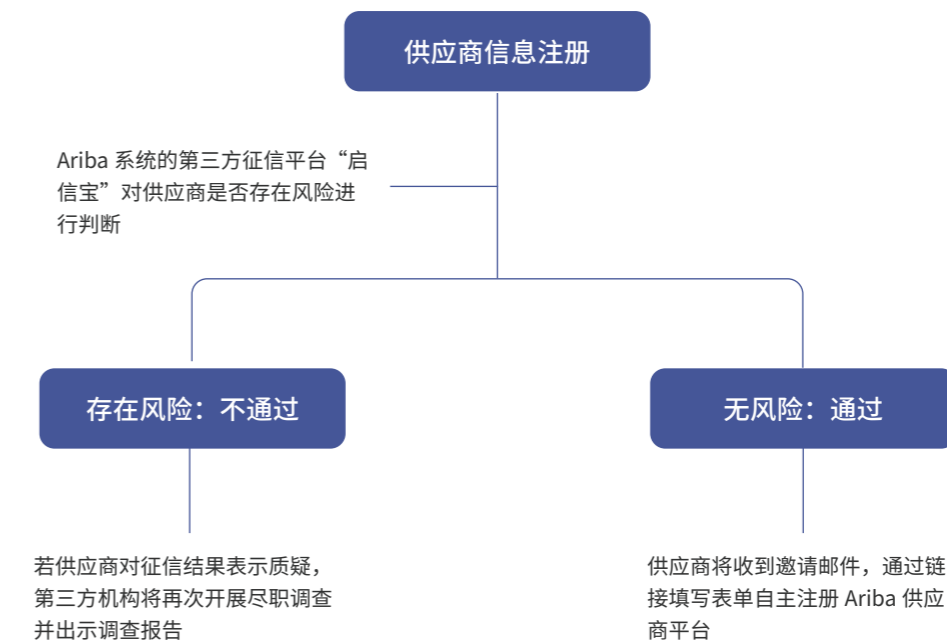 供应商信息注册
Ariba 系统的第三方征信平台“启
信宝”对供应商是否存在风险进
行判断
存在风险：不通过
无风险：通过
若供应商对征信结果表示质疑，
第三方机构将再次开展尽职调查
并出示调查报告
供应商将收到邀请邮件，通过链
接填写表单自主注册 Ariba 供应
商平台